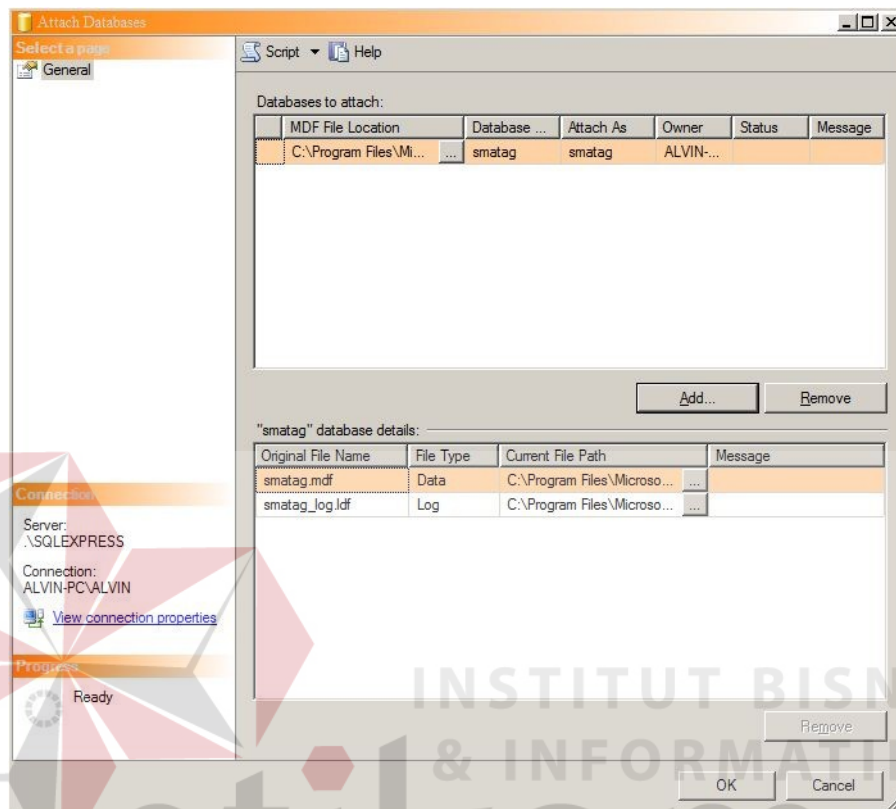 Attach Databases
Select a page
General
Script Help
Databases to attach:
MDF File Location Database ... Attach As Owner Status Message
C:\Program Files\Mi... ... smatag smatag ALVIN-...
Add... Remove
"smatag" database details:
Original File Name File Type Current File Path Message
smatag.mdf Data C:\Program Files\Microso... ...
smatag_log.ldf Log C:\Program Files\Microso... ...
Connection
Server:
.\SQLEXPRESS
Connection:
ALVIN-PC\ALVIN
View connection properties
Progress
Ready
INSTITUT BISN
Remove
& INFORMATI
OK Cancel